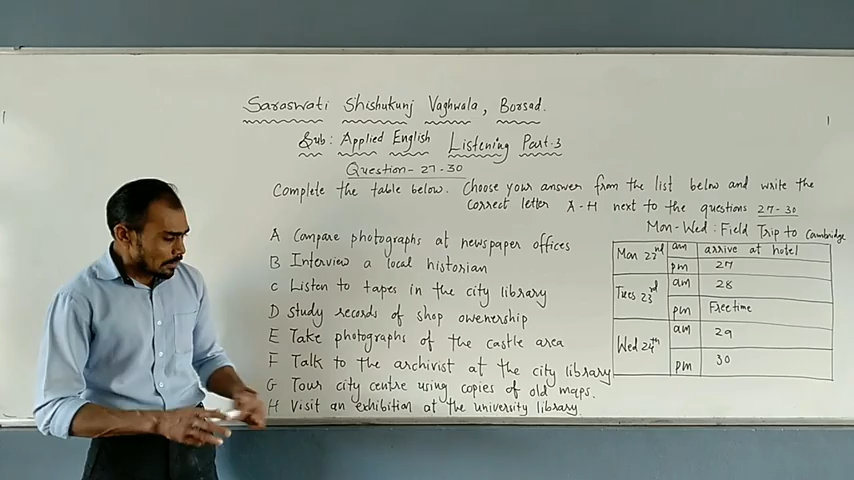 Saraswati Shishukunj Vaghwala, Borsad.
Sub: Applied English Listening Part-3
Question-27-30
Complete the table below. Choose your answer from the list below and write the
correct letter A-H next to the questions 27-30
Mon-Wed: Field Trip to Cambridge
A Compare photographs at newspaper offices
B Interview a local historian
C Listen to tapes in the city library
D study records of shop owenership
E Take photographs of the castle area
F Talk to the archivist at the city library
G Tour city centre using copies of old maps.
H Visit an exhibition at the university library.
Mon 22nd am arrive at hotel
pm 27
Tues 23rd am 28
pm Freetime
Wed 24th am 29
pm 30